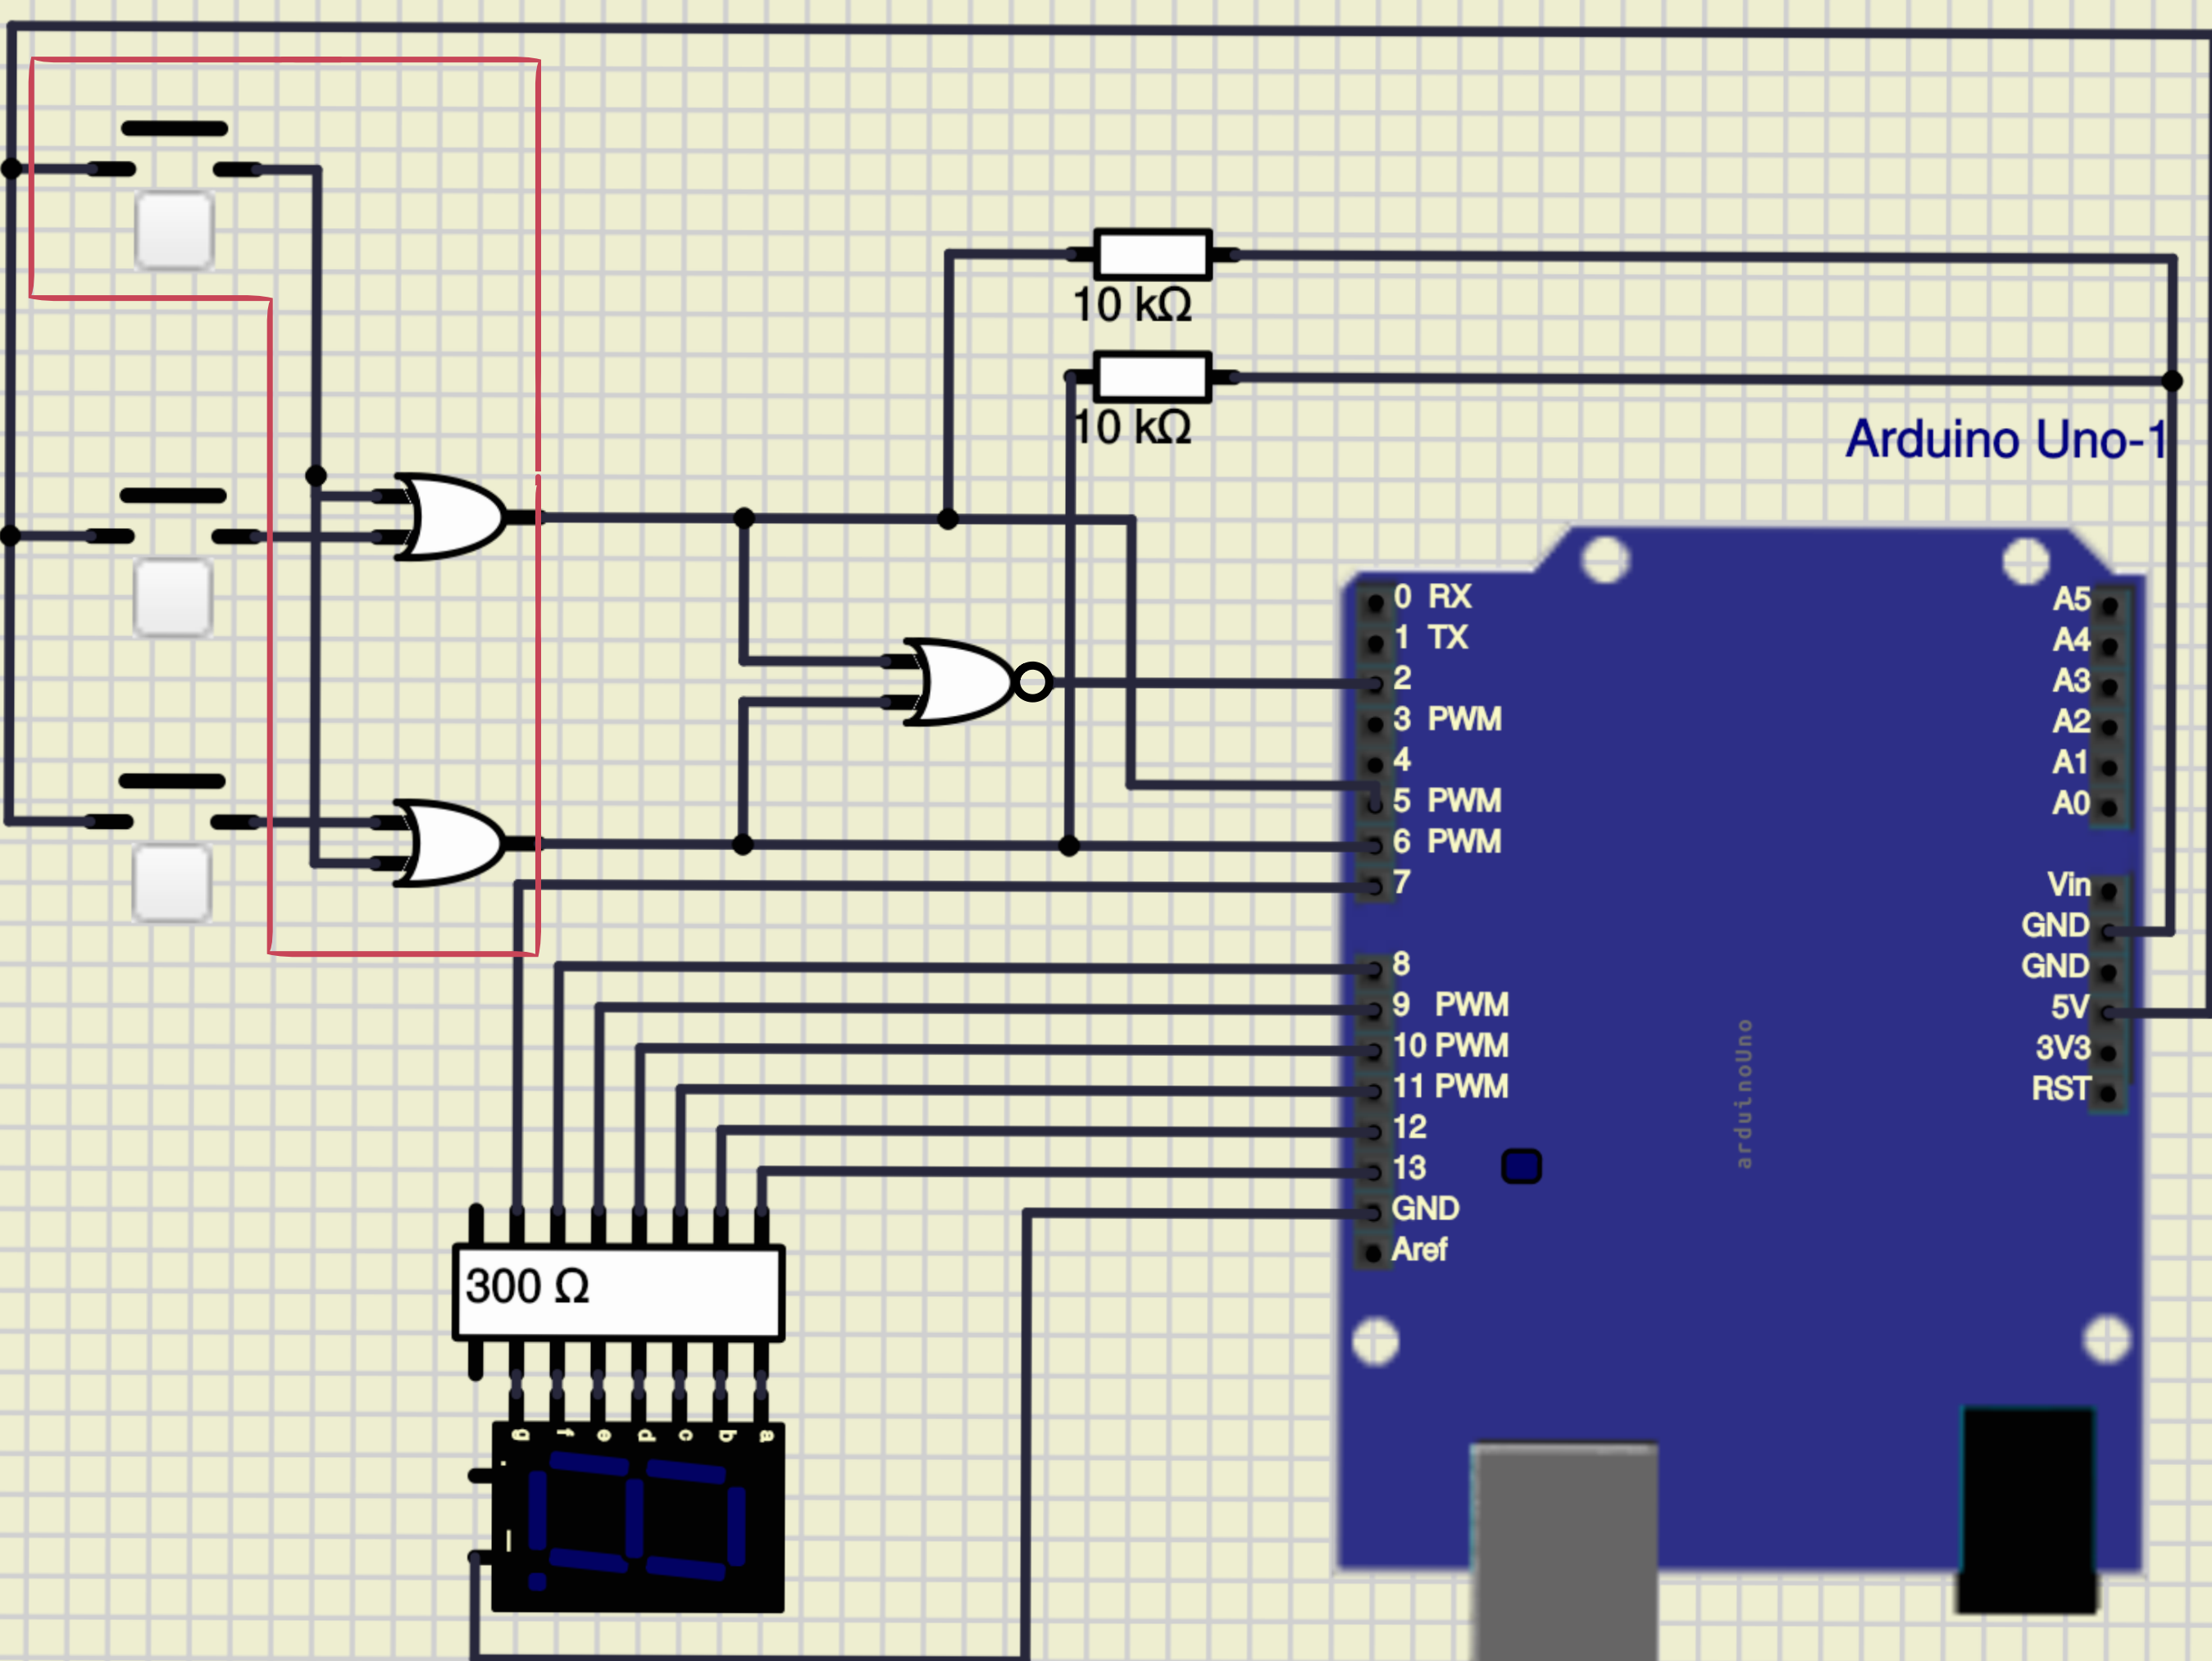 10 kΩ
10 kΩ
Arduino Uno-1
0 RX
1 TX
2
3 PWM
4
5 PWM
6 PWM
7
8
9 PWM
10 PWM
11 PWM
12
13
GND
Aref
A5
A4
A3
A2
A1
A0
Vin
GND
GND
5V
3V3
RST
arduinoUno
300 Ω
g f e d c b a